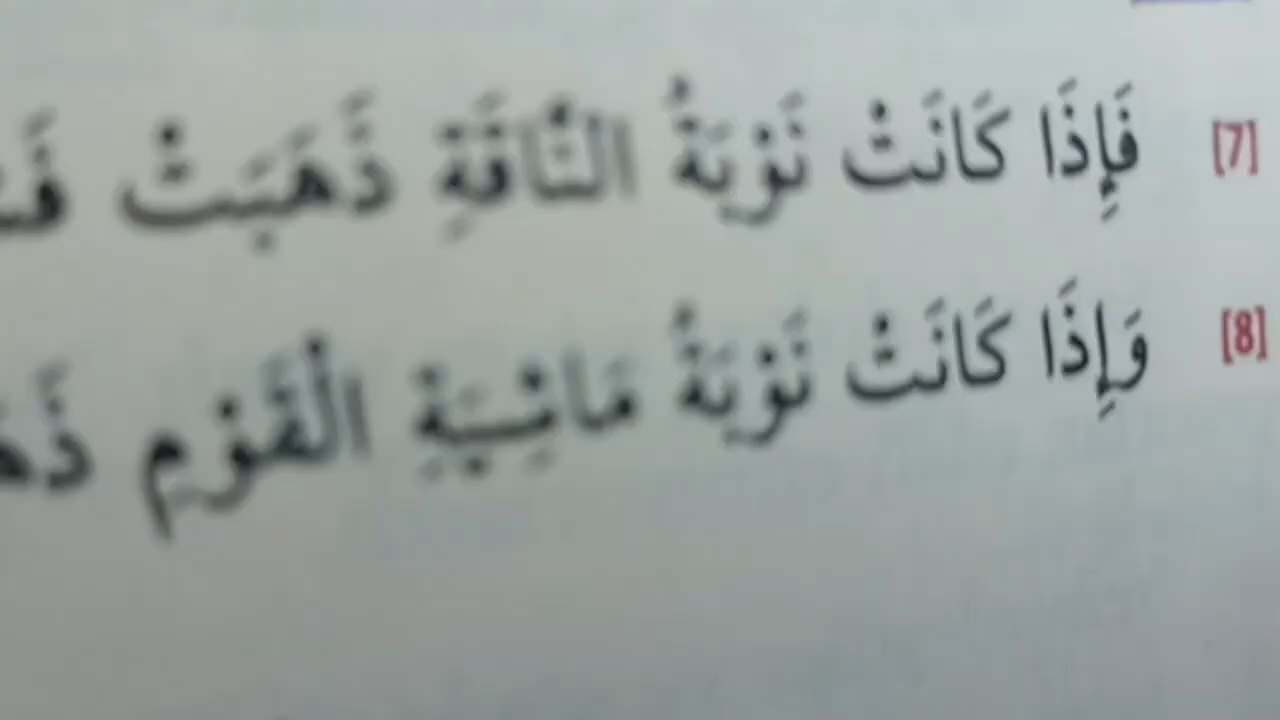 [7] فَإِذَا كَانَتْ نَوْبَةُ النَّاقَةِ ذَهَبَتْ
[8] وَإِذَا كَانَتْ نَوْبَةُ مَاشِيَةِ الْقَوْمِ